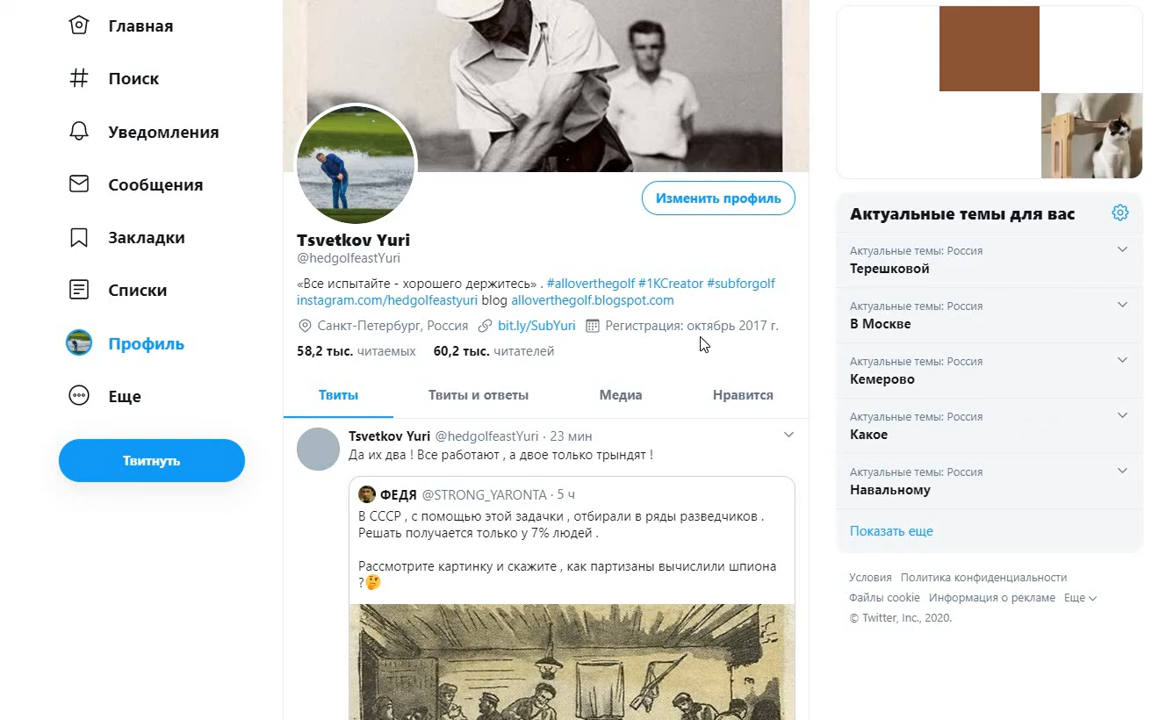 Главная
Поиск
Уведомления
Сообщения
Закладки
Списки
Профиль
Еще
Твитнуть
Изменить профиль
Tsvetkov Yuri
@hedgolfeastYuri
«Все испытайте - хорошего держитесь» . #alloverthegolf #1KCreator #subforgolf
instagram.com/hedgolfeastyuri blog alloverthegolf.blogspot.com
Санкт-Петербург, Россия bit.ly/SubYuri Регистрация: октябрь 2017 г.
58,2 тыс. читаемых 60,2 тыс. читателей
Твиты Твиты и ответы Медиа Нравится
Tsvetkov Yuri @hedgolfeastYuri · 23 мин
Да их два ! Все работают , а двое только трындят !
ФЕДЯ @STRONG_YARONTA · 5 ч
В СССР , с помощью этой задачки , отбирали в ряды разведчиков .
Решать получается только у 7% людей .
Рассмотрите картинку и скажите , как партизаны вычислили шпиона
?🤔
Актуальные темы для вас
Актуальные темы: Россия
Терешковой
Актуальные темы: Россия
В Москве
Актуальные темы: Россия
Кемерово
Актуальные темы: Россия
Какое
Актуальные темы: Россия
Навальному
Показать еще
Условия Политика конфиденциальности
Файлы cookie Информация о рекламе Еще
© Twitter, Inc., 2020.